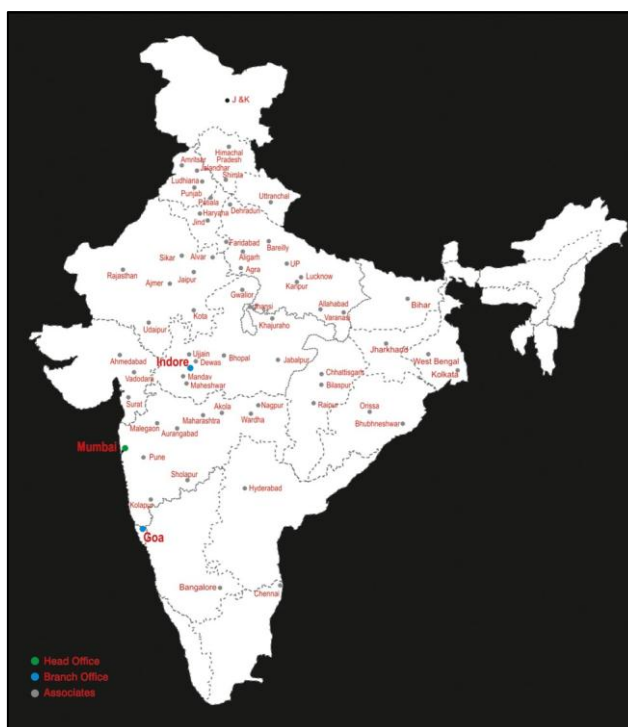 J &K
Himachal
Pradesh
Amritsar
Jalandhar
Shimla
Ludhiana
Punjab
Patiala
Uttranchal
Dehradun
Haryana
Jind
Faridabad
Bareilly
Sikar
Alvar
Aligarh
UP
Rajasthan
Agra
Jaipur
Lucknow
Ajmer
Kanpur
Gwalior
Bihar
Jhansi
Allahabad
Kota
Varanasi
Udaipur
Khajuraho
Jharkhand
Ujjain
Ahmedabad
Bhopal
West Bengal
Indore
Dewas
Jabalpur
Kolkata
Vadodara
Mandav
Chhattisgarh
Maheshwar
Bilaspur
Surat
Akola
Nagpur
Raipur
Orissa
Maharashtra
Wardha
Malegaon
Aurangabad
Bhubhneshwar
Mumbai
Pune
Sholapur
Hyderabad
Kolapur
Goa
Bangalore
Chennai
Head Office
Branch Office
Associates